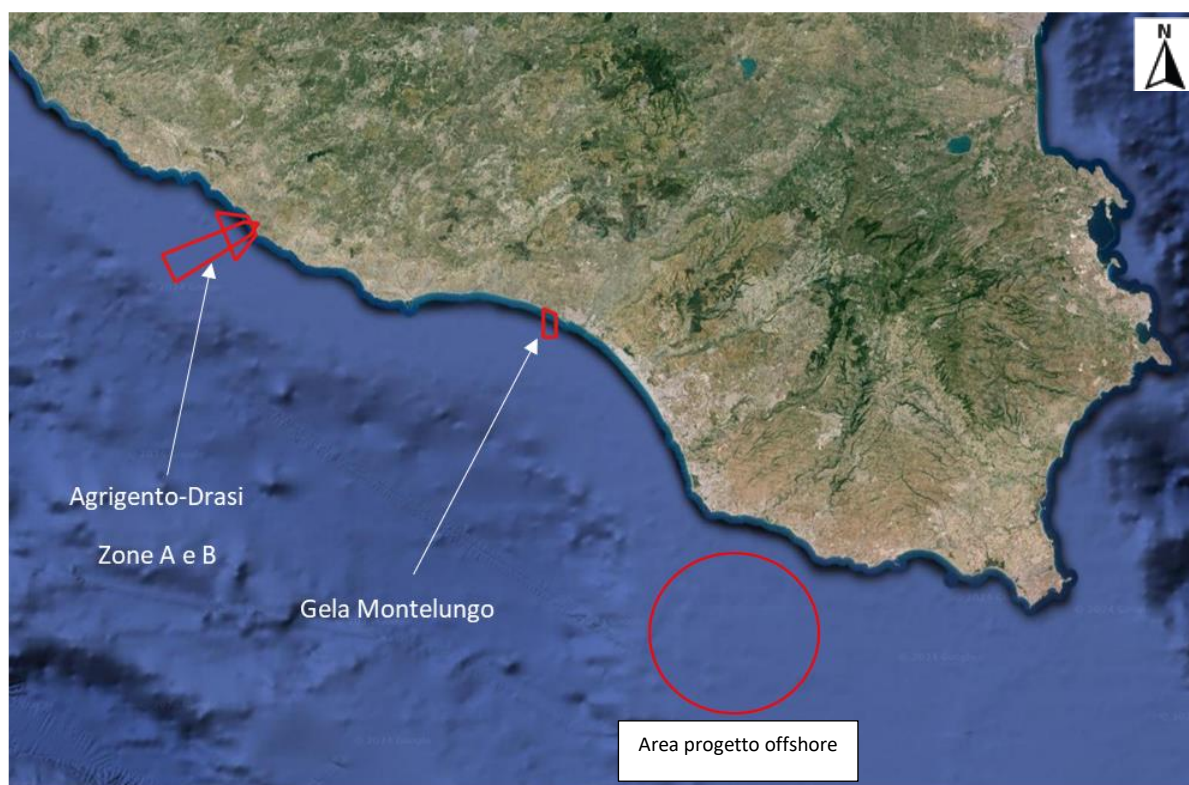 N
Agrigento-Drasi
Zone A e B
Gela Montelungo
Area progetto offshore